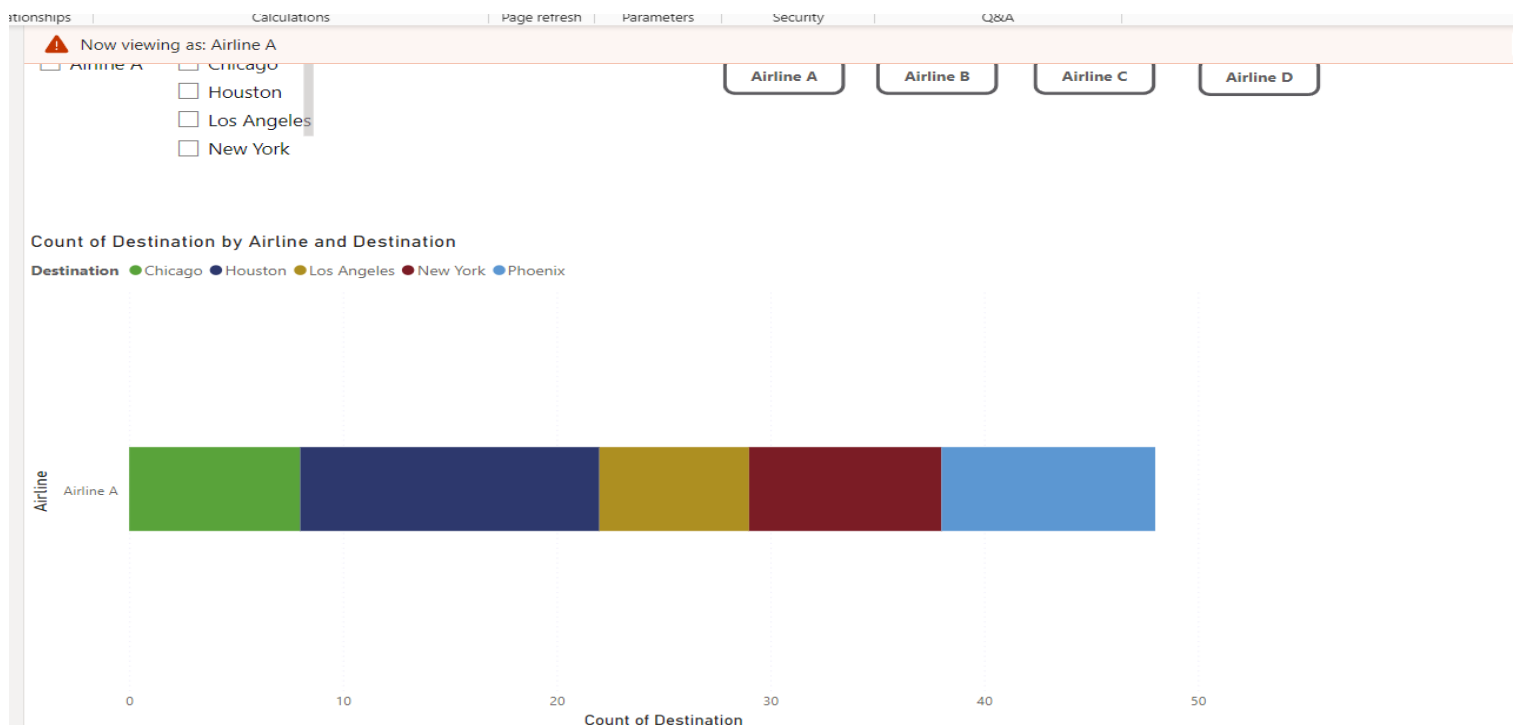 ationships Calculations Page refresh Parameters Security Q&A
Now viewing as: Airline A
Airline A Chicago Airline A Airline B Airline C Airline D
Houston
Los Angeles
New York
Count of Destination by Airline and Destination
Destination Chicago Houston Los Angeles New York Phoenix
Airline
Airline A
0 10 20 30 40 50
Count of Destination